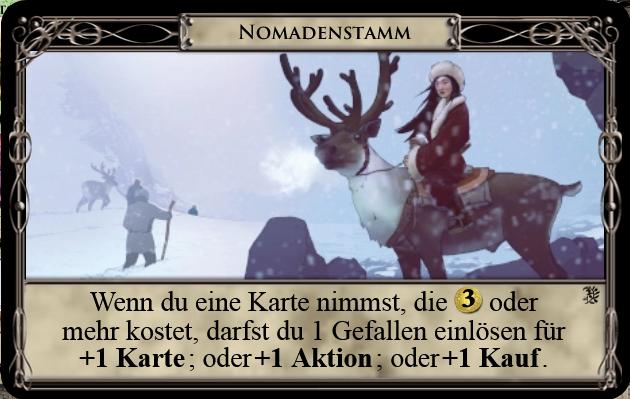 Nomadenstamm
Wenn du eine Karte nimmst, die 3 oder
mehr kostet, darfst du 1 Gefallen einlösen für
+1 Karte; oder +1 Aktion; oder +1 Kauf.